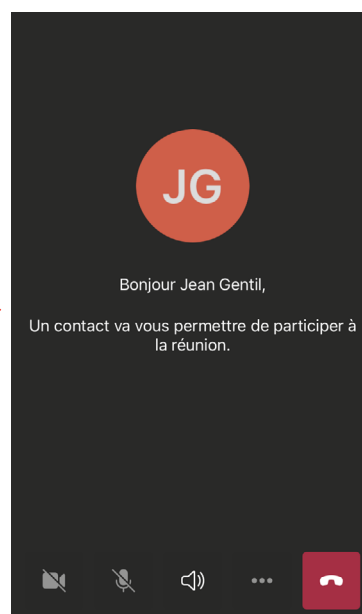 JG
Bonjour Jean Gentil,
Un contact va vous permettre de participer à
la réunion.